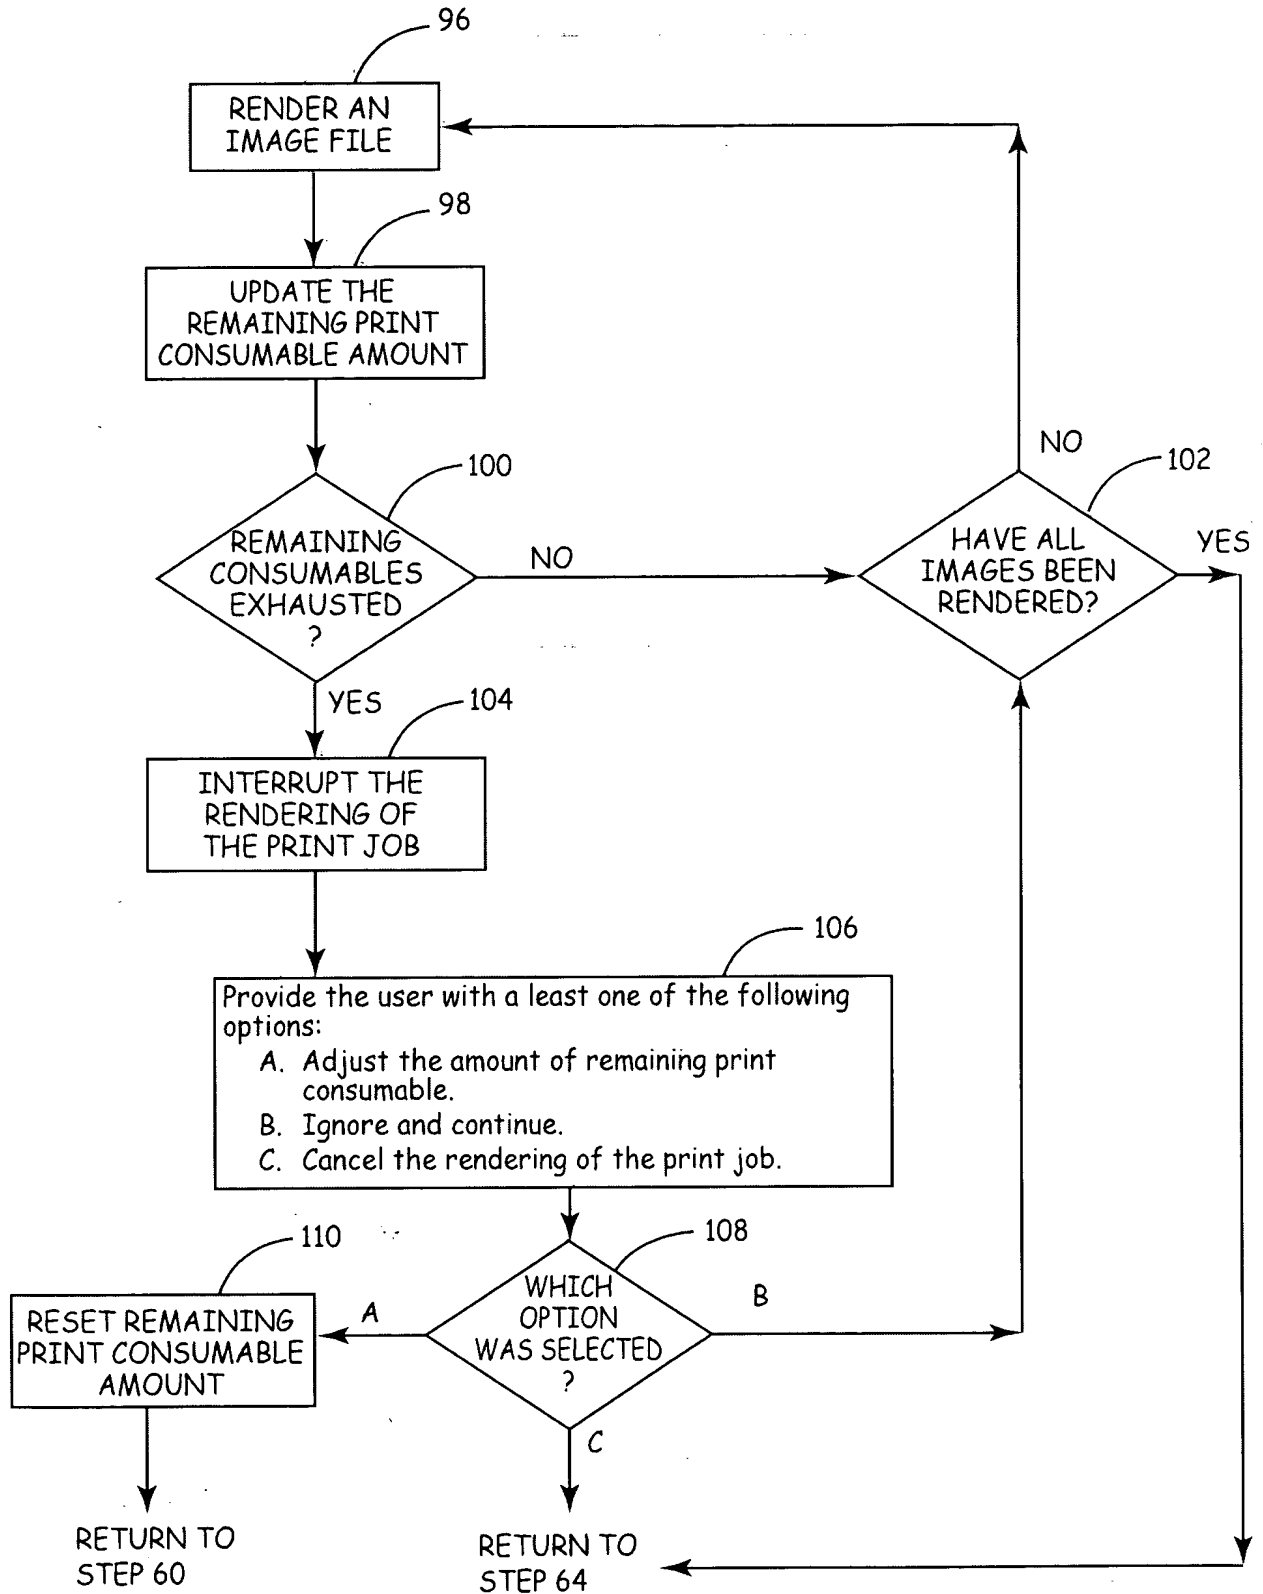 96
RENDER AN
IMAGE FILE
98
UPDATE THE
REMAINING PRINT
CONSUMABLE AMOUNT
100
REMAINING
CONSUMABLES
EXHAUSTED
?
NO
NO
102
HAVE ALL
IMAGES BEEN
RENDERED?
YES
YES
104
INTERRUPT THE
RENDERING OF
THE PRINT JOB
106
Provide the user with a least one of the following
options:
A. Adjust the amount of remaining print
consumable.
B. Ignore and continue.
C. Cancel the rendering of the print job.
108
WHICH
OPTION
WAS SELECTED
?
A
B
C
110
RESET REMAINING
PRINT CONSUMABLE
AMOUNT
RETURN TO
STEP 60
RETURN TO
STEP 64